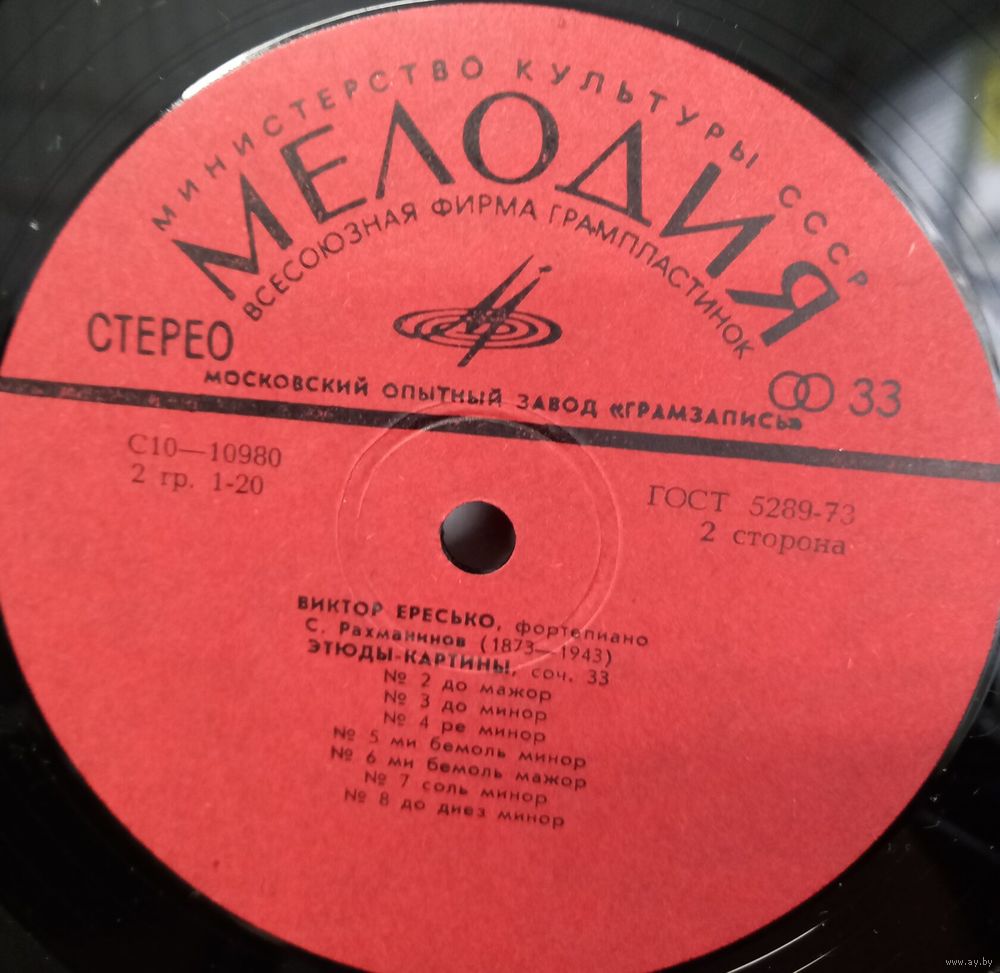 МИНИСТЕРСТВО КУЛЬТУРЫ СССР
МЕЛОДИЯ
ВСЕСОЮЗНАЯ ФИРМА ГРАМПЛАСТИНОК
СТЕРЕО
33
МОСКОВСКИЙ ОПЫТНЫЙ ЗАВОД «ГРАМЗАПИСЬ»
С10—10980
2 гр. 1-20
ГОСТ 5289-73
2 сторона
ВИКТОР ЕРЕСЬКО, фортепиано
С. Рахманинов (1873—1943)
ЭТЮДЫ-КАРТИНЫ, соч. 33
№ 2 до мажор
№ 3 до минор
№ 4 ре минор
№ 5 ми бемоль минор
№ 6 ми бемоль мажор
№ 7 соль минор
№ 8 до диез минор
www.ay.by